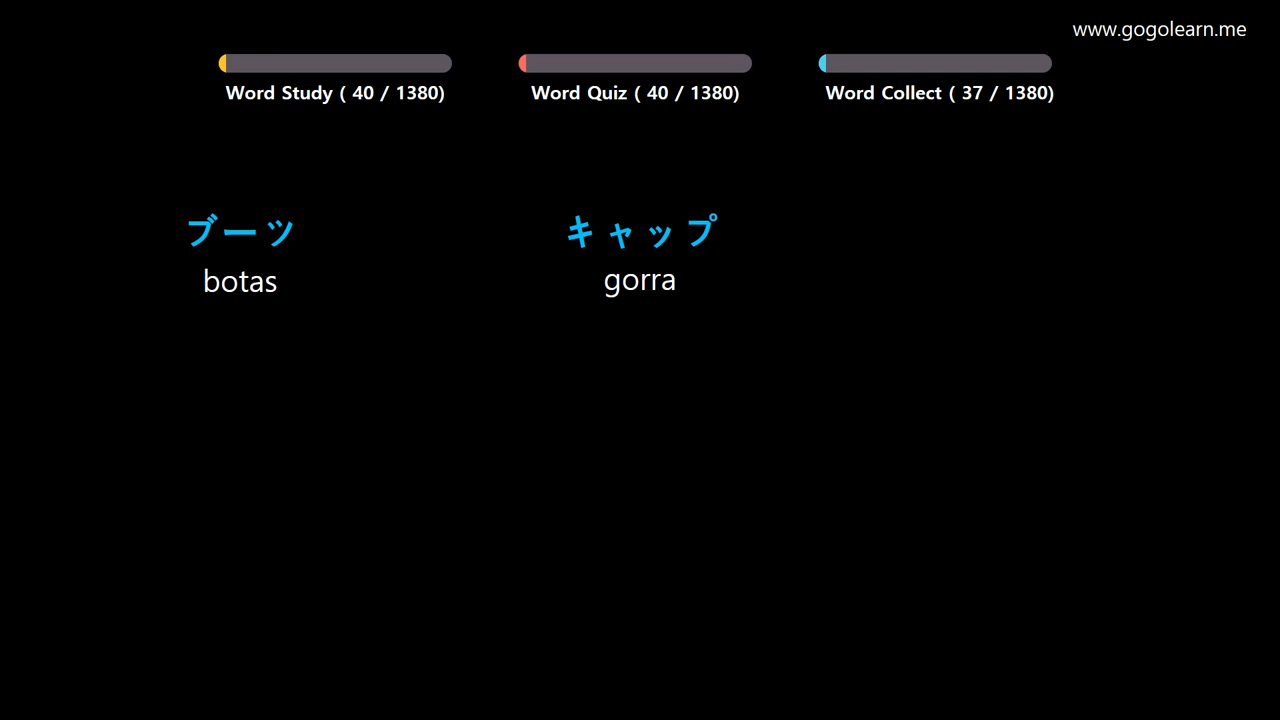 www.gogolearn.me
Word Study ( 40 / 1380)
Word Quiz ( 40 / 1380)
Word Collect ( 37 / 1380)
ブーツ
botas
キャップ
gorra